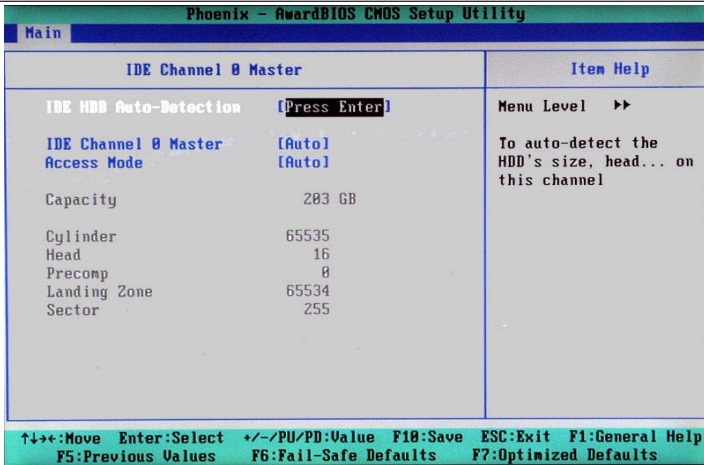 Phoenix - AwardBIOS CMOS Setup Utility
Main
IDE Channel 0 Master
Item Help
IDE HDD Auto-Detection [Press Enter]
Menu Level ▸▸
IDE Channel 0 Master [Auto]
To auto-detect the
Access Mode [Auto]
HDD's size, head... on
this channel
Capacity 203 GB
Cylinder 65535
Head 16
Precomp 0
Landing Zone 65534
Sector 255
↑↓→←:Move Enter:Select +/-/PU/PD:Value F10:Save ESC:Exit F1:General Help
F5:Previous Values F6:Fail-Safe Defaults F7:Optimized Defaults